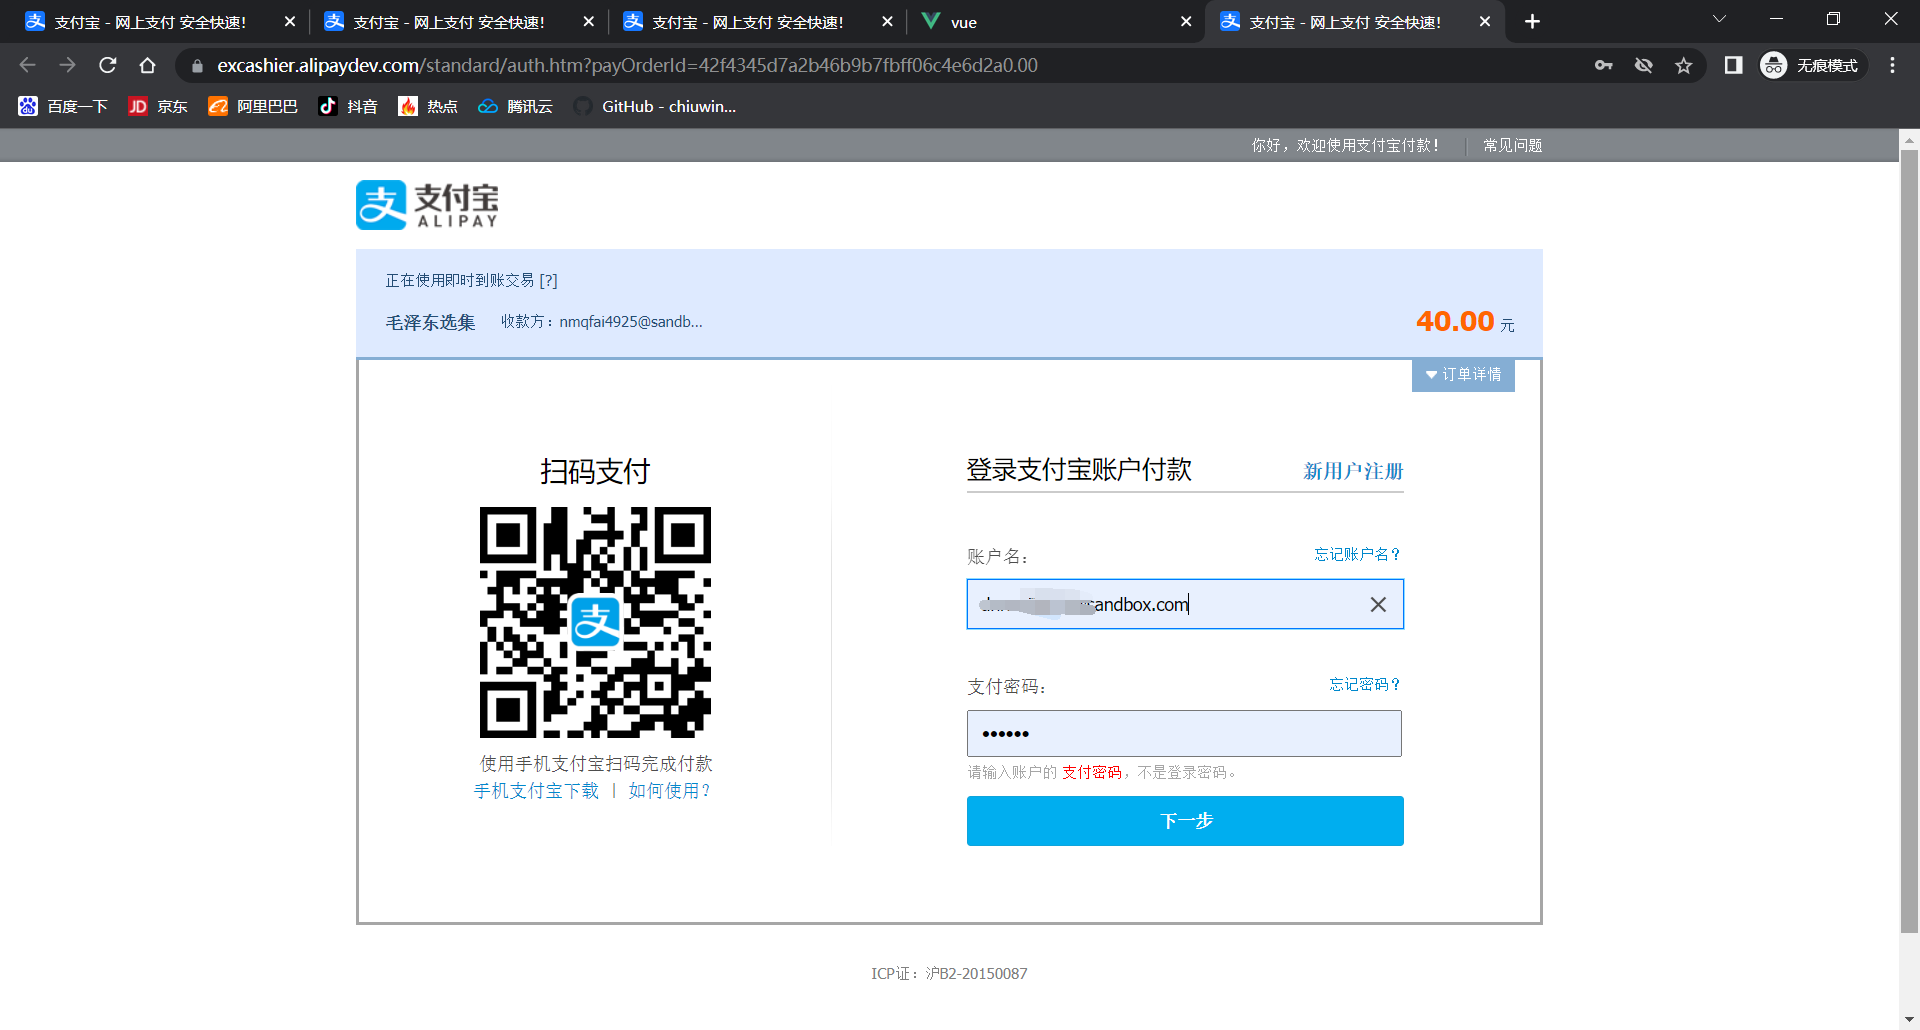 支付宝 - 网上支付 安全快速!
支付宝 - 网上支付 安全快速!
支付宝 - 网上支付 安全快速!
vue
支付宝 - 网上支付 安全快速!
excashier.alipaydev.com/standard/auth.htm?payOrderId=42f4345d7a2b46b9b7fbff06c4e6d2a0.00
无痕模式
百度一下
JD 京东
阿里巴巴
抖音
热点
腾讯云
GitHub - chiuwin...
你好，欢迎使用支付宝付款！
常见问题
支 支付宝
ALIPAY
正在使用即时到账交易 [?]
毛泽东选集 收款方：nmqfai4925@sandb...
40.00 元
订单详情
扫码支付
支
使用手机支付宝扫码完成付款
手机支付宝下载 | 如何使用？
登录支付宝账户付款
新用户注册
账户名：
忘记账户名？
sandbox.com
支付密码：
忘记密码？
••••••
请输入账户的 支付密码，不是登录密码。
下一步
ICP证：沪B2-20150087